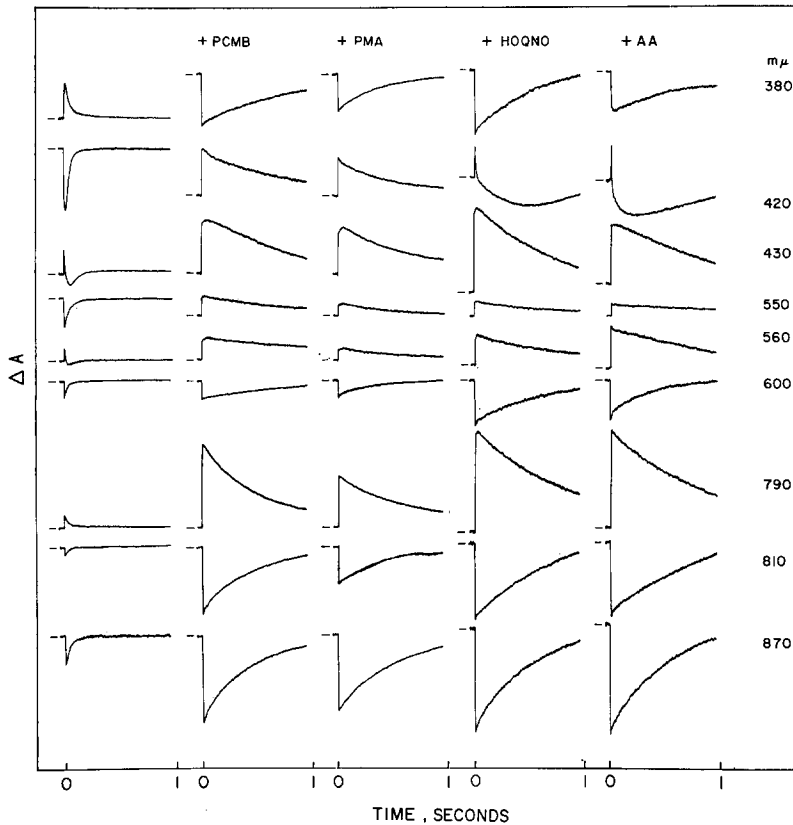 + PCMB + PMA + HOQNO + AA mμ
380
420
430
550
560
ΔA
600
790
810
870
0 1 0 1 0 1 0 1 0 1
TIME, SECONDS